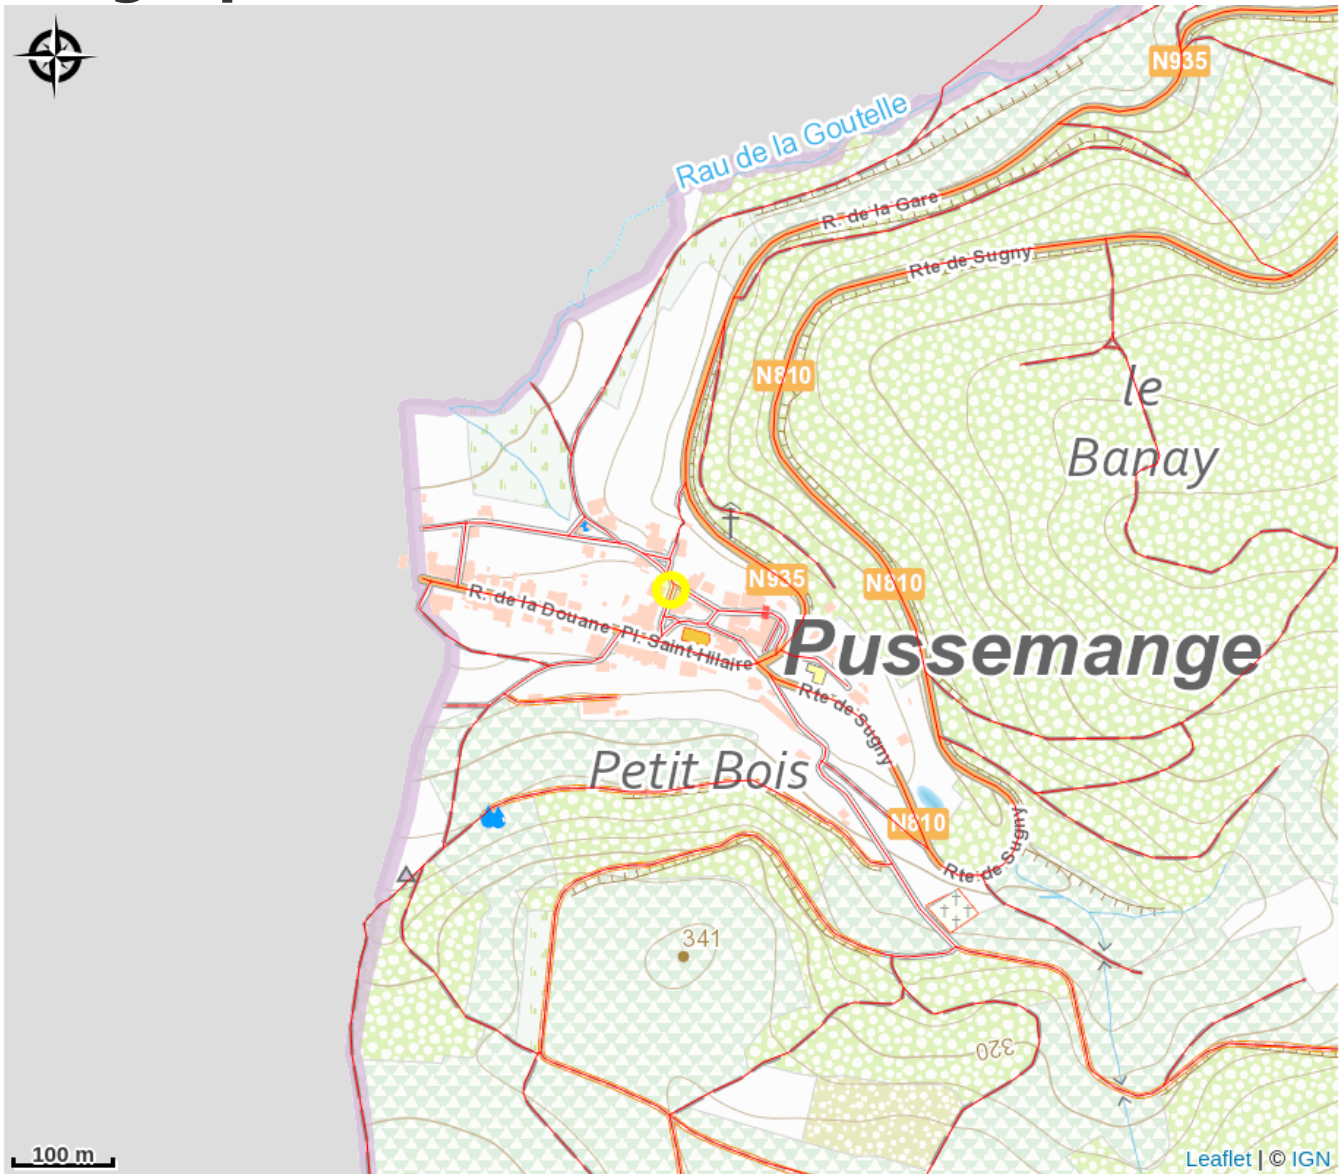 N935
Rau de la Goutelle
R. de la Gare
Rte de Sugny
N810
le
Banay
N935
N810
R. de la Douane
Pl. Saint-Hilaire
Pussemange
Rte de Sugny
Petit Bois
N810
Rte de Sugny
341
320
100 m
Leaflet | © IGN